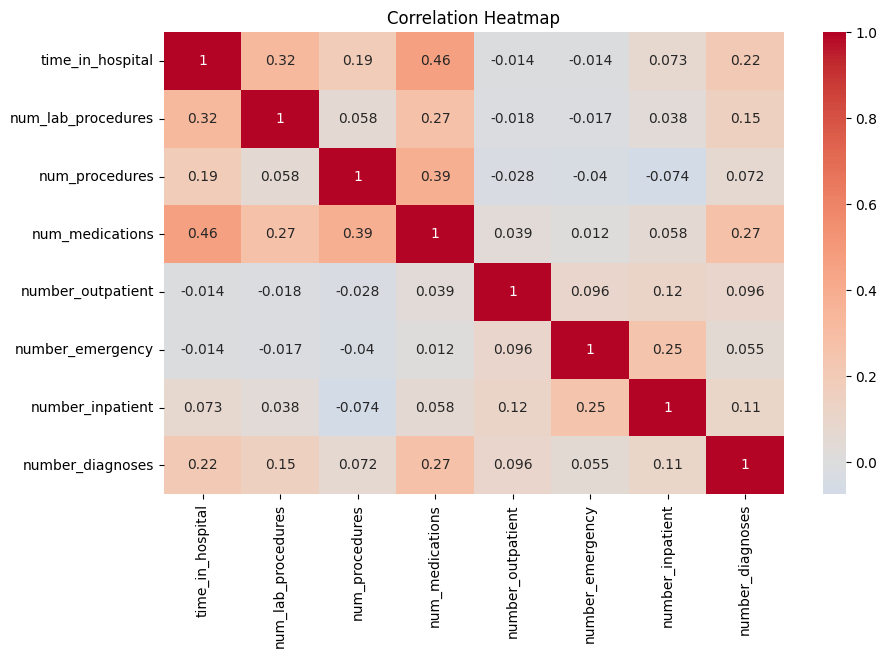 Correlation Heatmap
time_in_hospital 1 0.32 0.19 0.46 -0.014 -0.014 0.073 0.22
num_lab_procedures 0.32 1 0.058 0.27 -0.018 -0.017 0.038 0.15
num_procedures 0.19 0.058 1 0.39 -0.028 -0.04 -0.074 0.072
num_medications 0.46 0.27 0.39 1 0.039 0.012 0.058 0.27
number_outpatient -0.014 -0.018 -0.028 0.039 1 0.096 0.12 0.096
number_emergency -0.014 -0.017 -0.04 0.012 0.096 1 0.25 0.055
number_inpatient 0.073 0.038 -0.074 0.058 0.12 0.25 1 0.11
number_diagnoses 0.22 0.15 0.072 0.27 0.096 0.055 0.11 1
time_in_hospital
num_lab_procedures
num_procedures
num_medications
number_outpatient
number_emergency
number_inpatient
number_diagnoses
1.0
0.8
0.6
0.4
0.2
0.0